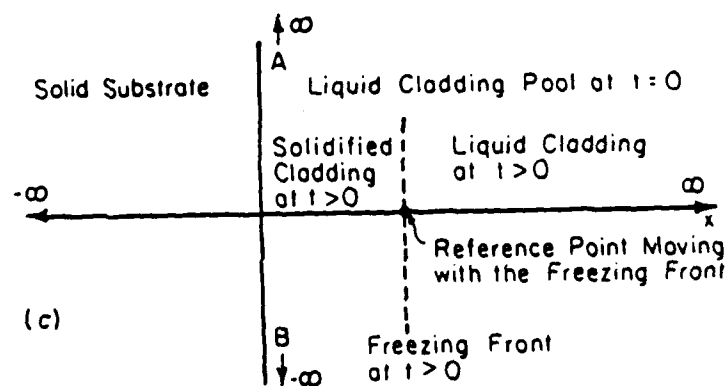 ∞
A
Solid Substrate
Liquid Cladding Pool at t = 0
Solidified
Cladding
at t > 0
Liquid Cladding
at t > 0
-∞
∞
x
Reference Point Moving
with the Freezing Front
(c)
B
-∞
Freezing Front
at t > 0